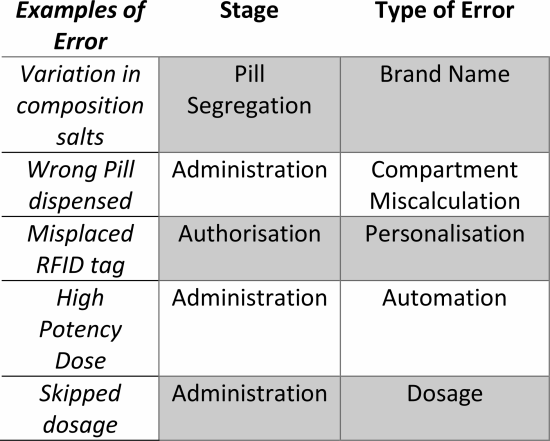 Examples of Error Stage Type of Error
Variation in composition salts Pill Segregation Brand Name
Wrong Pill dispensed Administration Compartment Miscalculation
Misplaced RFID tag Authorisation Personalisation
High Potency Dose Administration Automation
Skipped dosage Administration Dosage